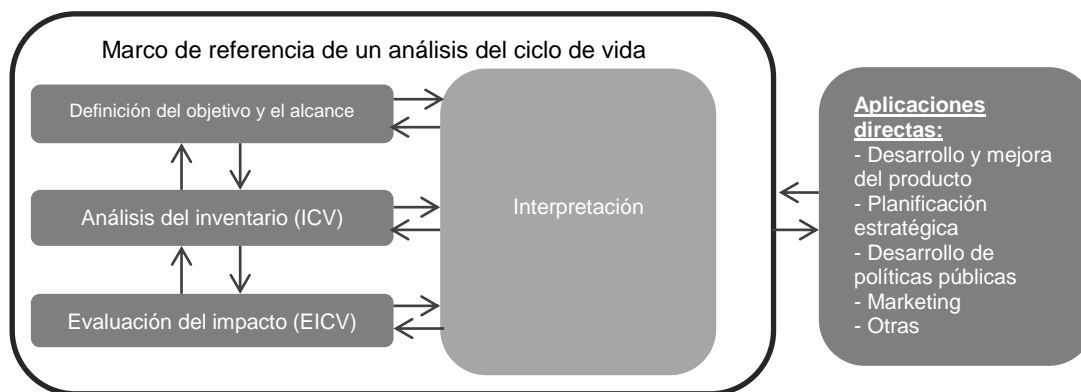 Marco de referencia de un análisis del ciclo de vida
Definición del objetivo y el alcance
Análisis del inventario (ICV)
Evaluación del impacto (EICV)
Interpretación
Aplicaciones
directas:
- Desarrollo y mejora
del producto
- Planificación
estratégica
- Desarrollo de
políticas públicas
- Marketing
- Otras